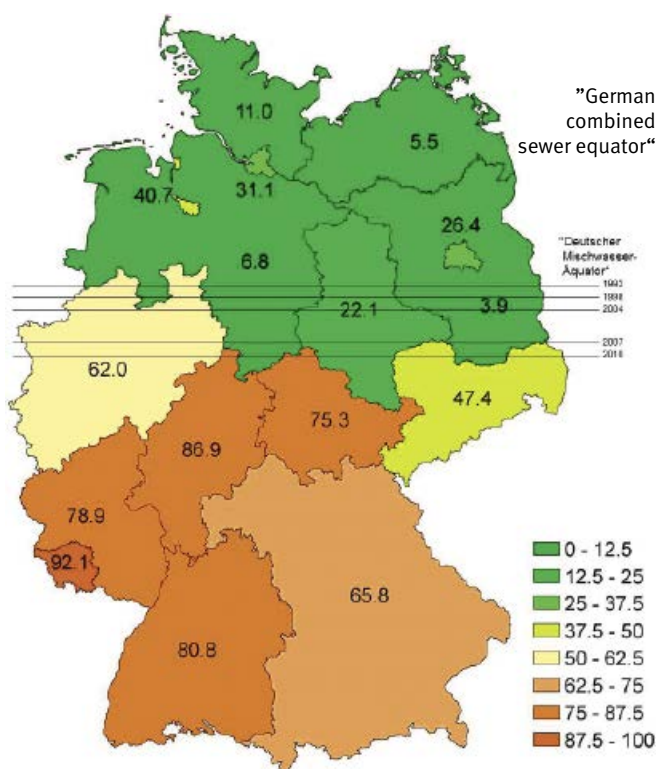 11.0
5.5
”German
combined
sewer equator“
40.7
31.1
26.4
6.8
"Deutscher
Mischwasser-
Äquator"
1993
1998
2004
22.1
3.9
2007
2016
62.0
47.4
75.3
86.9
78.9
92.1
65.8
80.8
0 - 12.5
12.5 - 25
25 - 37.5
37.5 - 50
50 - 62.5
62.5 - 75
75 - 87.5
87.5 - 100